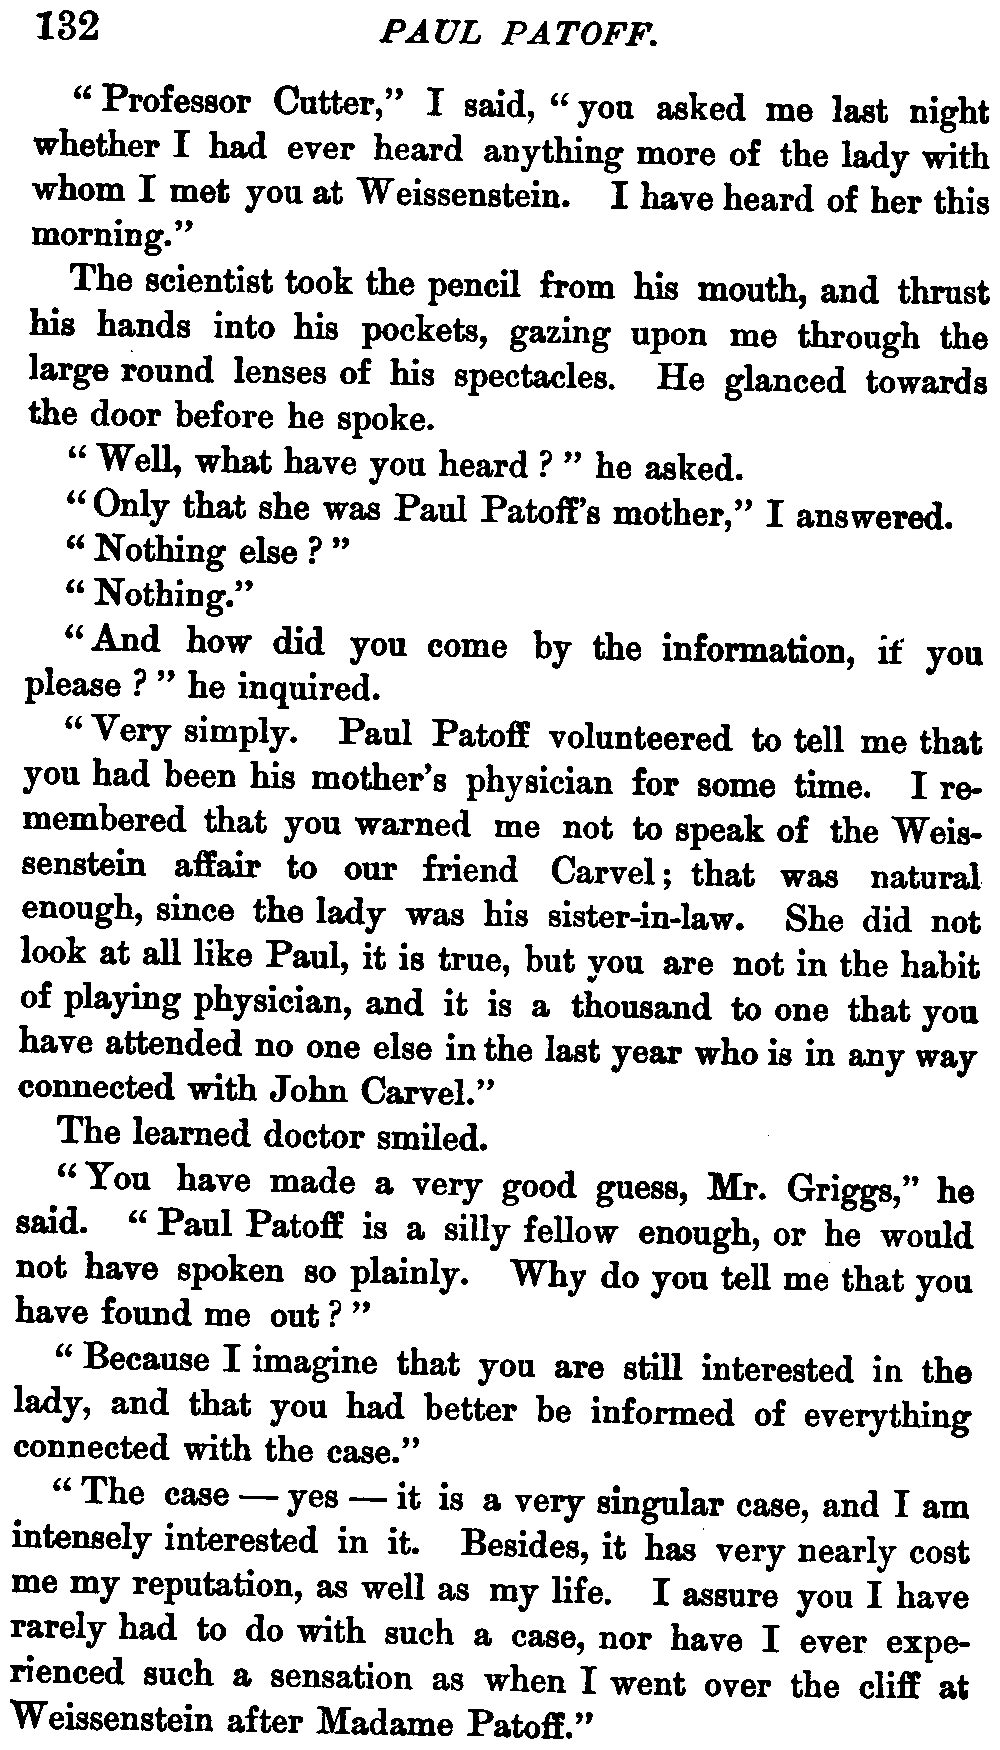 132 PAUL PATOFF.
“Professor Cutter,” I said, “you asked me last night
whether I had ever heard anything more of the lady with
whom I met you at Weissenstein. I have heard of her this
morning.”
The scientist took the pencil from his mouth, and thrust
his hands into his pockets, gazing upon me through the
large round lenses of his spectacles. He glanced towards
the door before he spoke.
“Well, what have you heard?” he asked.
“Only that she was Paul Patoff’s mother,” I answered.
“Nothing else?”
“Nothing.”
“And how did you come by the information, if you
please?” he inquired.
“Very simply. Paul Patoff volunteered to tell me that
you had been his mother’s physician for some time. I re-
membered that you warned me not to speak of the Weis-
senstein affair to our friend Carvel; that was natural
enough, since the lady was his sister-in-law. She did not
look at all like Paul, it is true, but you are not in the habit
of playing physician, and it is a thousand to one that you
have attended no one else in the last year who is in any way
connected with John Carvel.”
The learned doctor smiled.
“You have made a very good guess, Mr. Griggs,” he
said. “Paul Patoff is a silly fellow enough, or he would
not have spoken so plainly. Why do you tell me that you
have found me out?”
“Because I imagine that you are still interested in the
lady, and that you had better be informed of everything
connected with the case.”
“The case — yes — it is a very singular case, and I am
intensely interested in it. Besides, it has very nearly cost
me my reputation, as well as my life. I assure you I have
rarely had to do with such a case, nor have I ever expe-
rienced such a sensation as when I went over the cliff at
Weissenstein after Madame Patoff.”